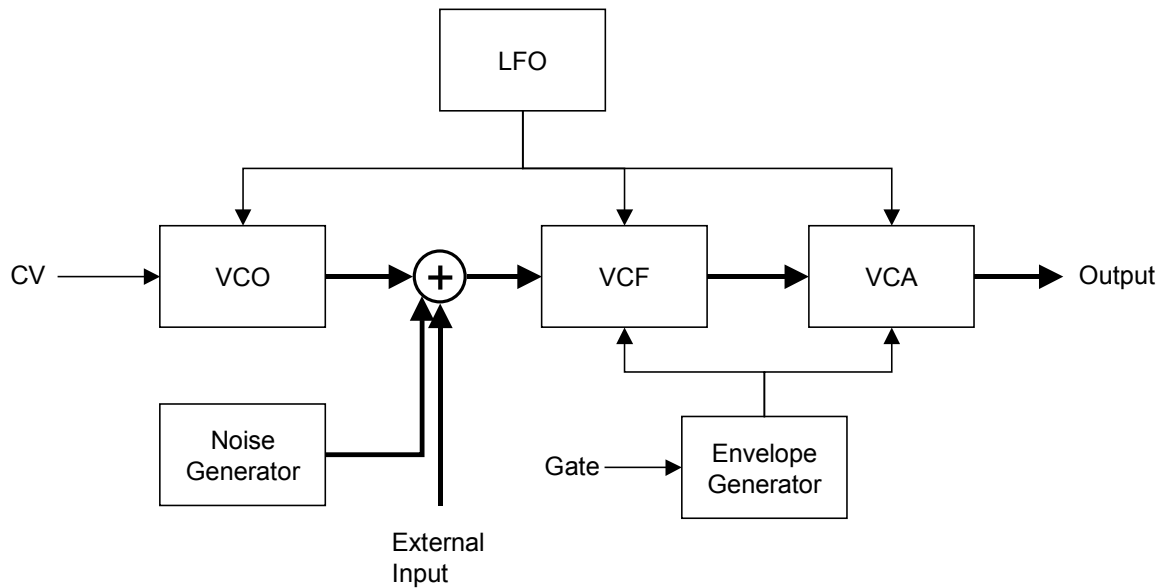 LFO
CV
VCO
+
VCF
VCA
Output
Noise
Generator
Gate
Envelope
Generator
External
Input